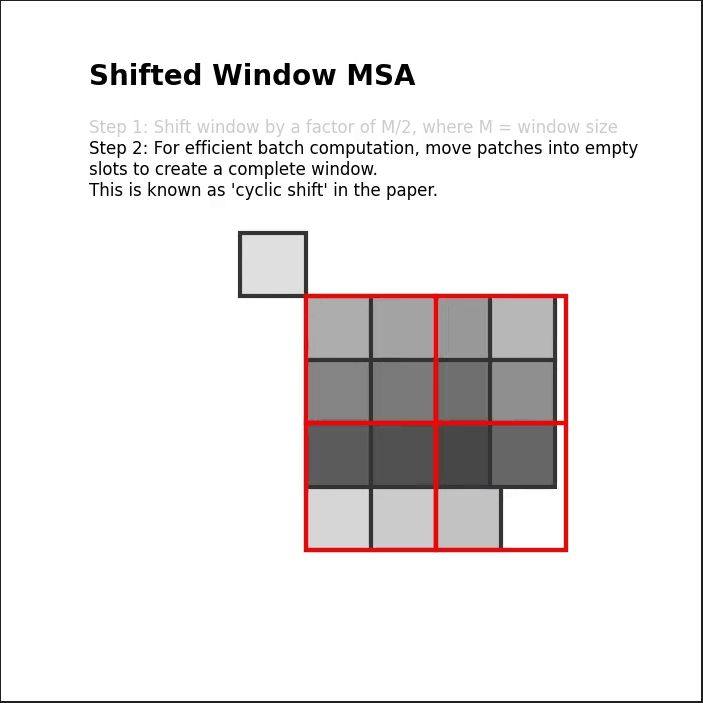 Shifted Window MSA
Step 1: Shift window by a factor of M/2, where M = window size
Step 2: For efficient batch computation, move patches into empty
slots to create a complete window.
This is known as 'cyclic shift' in the paper.